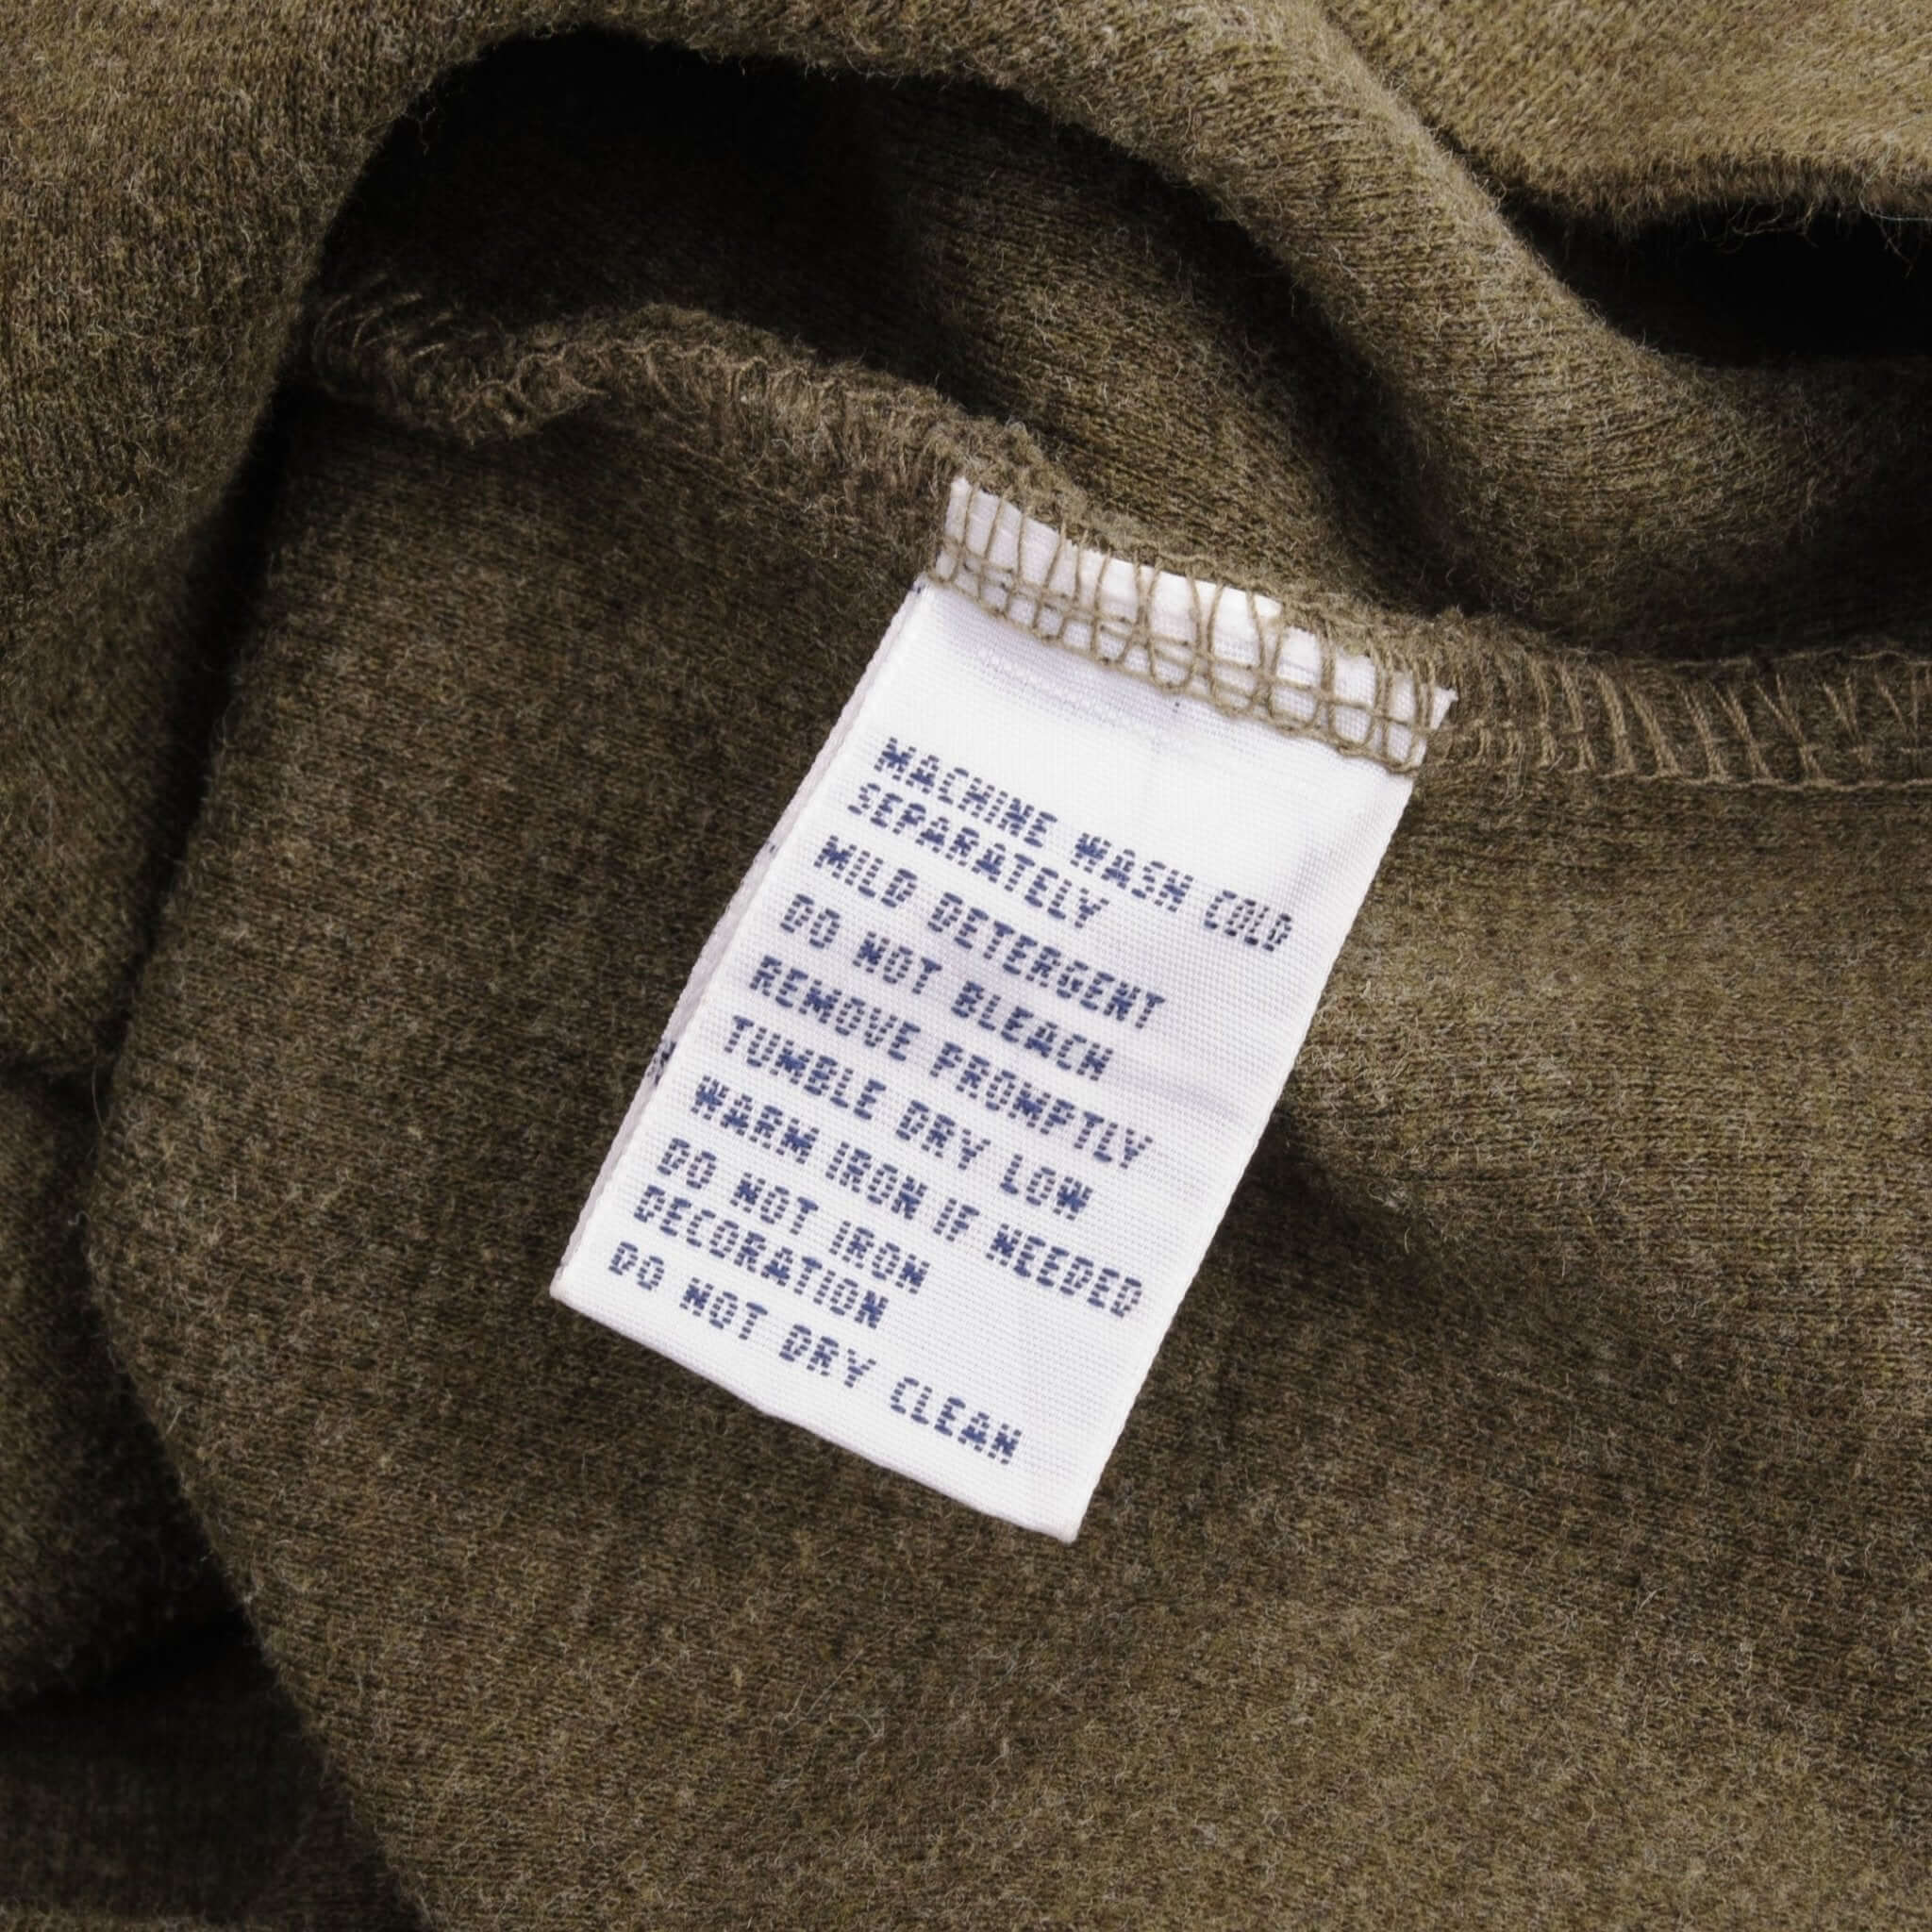 MACHINE WASH COLD
SEPARATELY
MILD DETERGENT
DO NOT BLEACH
REMOVE PROMPTLY
TUMBLE DRY LOW
WARM IRON IF NEEDED
DO NOT IRON
DECORATION
DO NOT DRY CLEAN